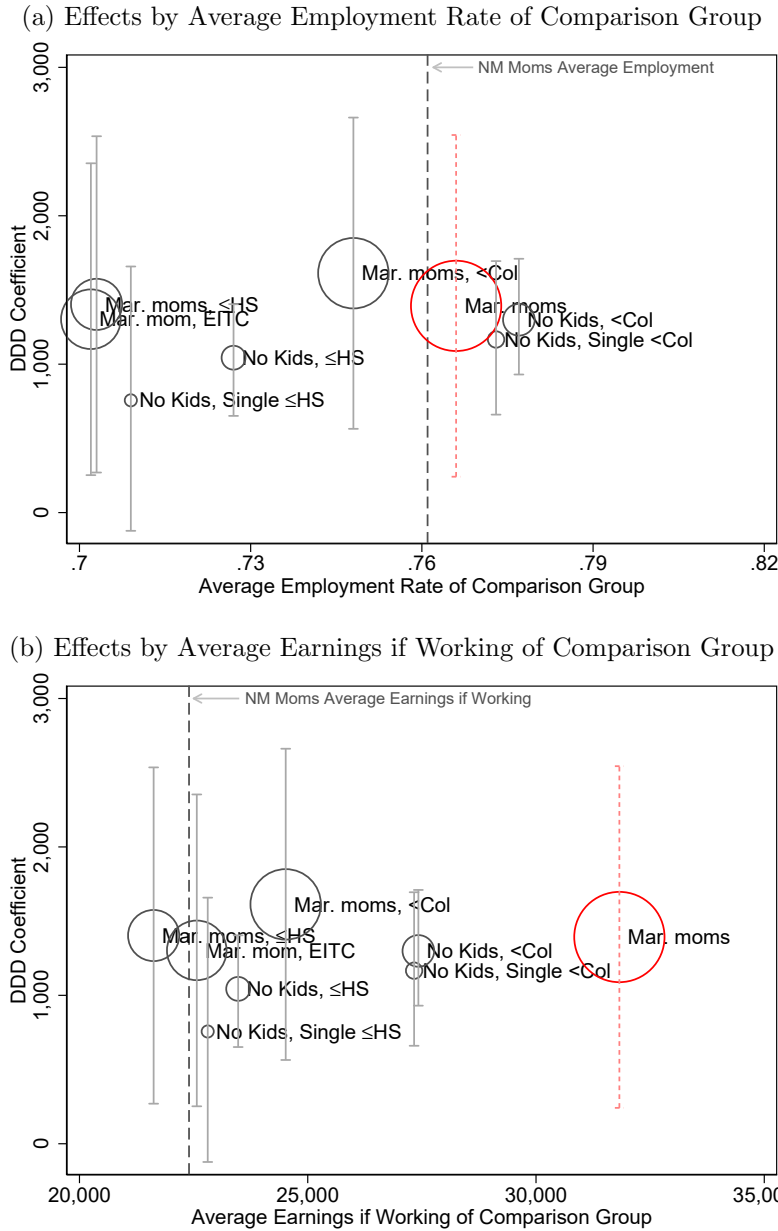 (a) Effects by Average Employment Rate of Comparison Group
3,000
2,000
1,000
0
DDD Coefficient
NM Moms Average Employment
Mar. moms, <Col
Mar. moms, ≤HS
Mar. moms
Mar. mom, EITC
No Kids, <Col
No Kids, Single <Col
No Kids, ≤HS
No Kids, Single ≤HS
.7
.73
.76
.79
.82
Average Employment Rate of Comparison Group
(b) Effects by Average Earnings if Working of Comparison Group
3,000
2,000
1,000
0
DDD Coefficient
NM Moms Average Earnings if Working
Mar. moms, <Col
Mar. moms, ≤HS
Mar. moms
Mar. mom, EITC
No Kids, <Col
No Kids, Single <Col
No Kids, ≤HS
No Kids, Single ≤HS
20,000
25,000
30,000
35,00
Average Earnings if Working of Comparison Group